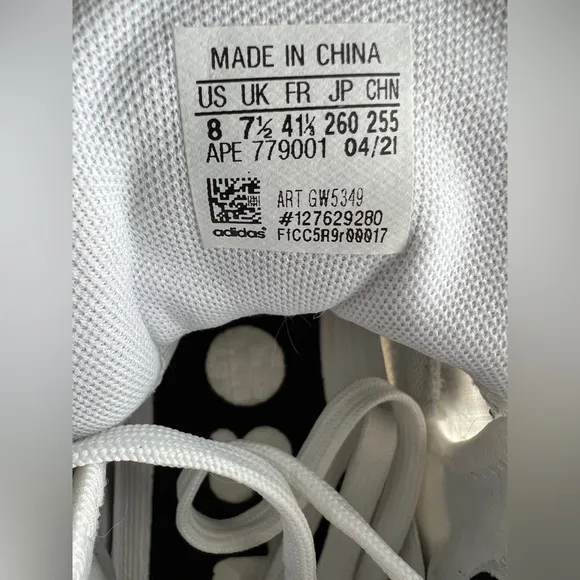 MADE IN CHINA
US UK FR JP CHN
8 7½ 41⅓ 260 255
APE 779001 04/21
ART GW5349
#127629280
adidas FfCC5R9r00017